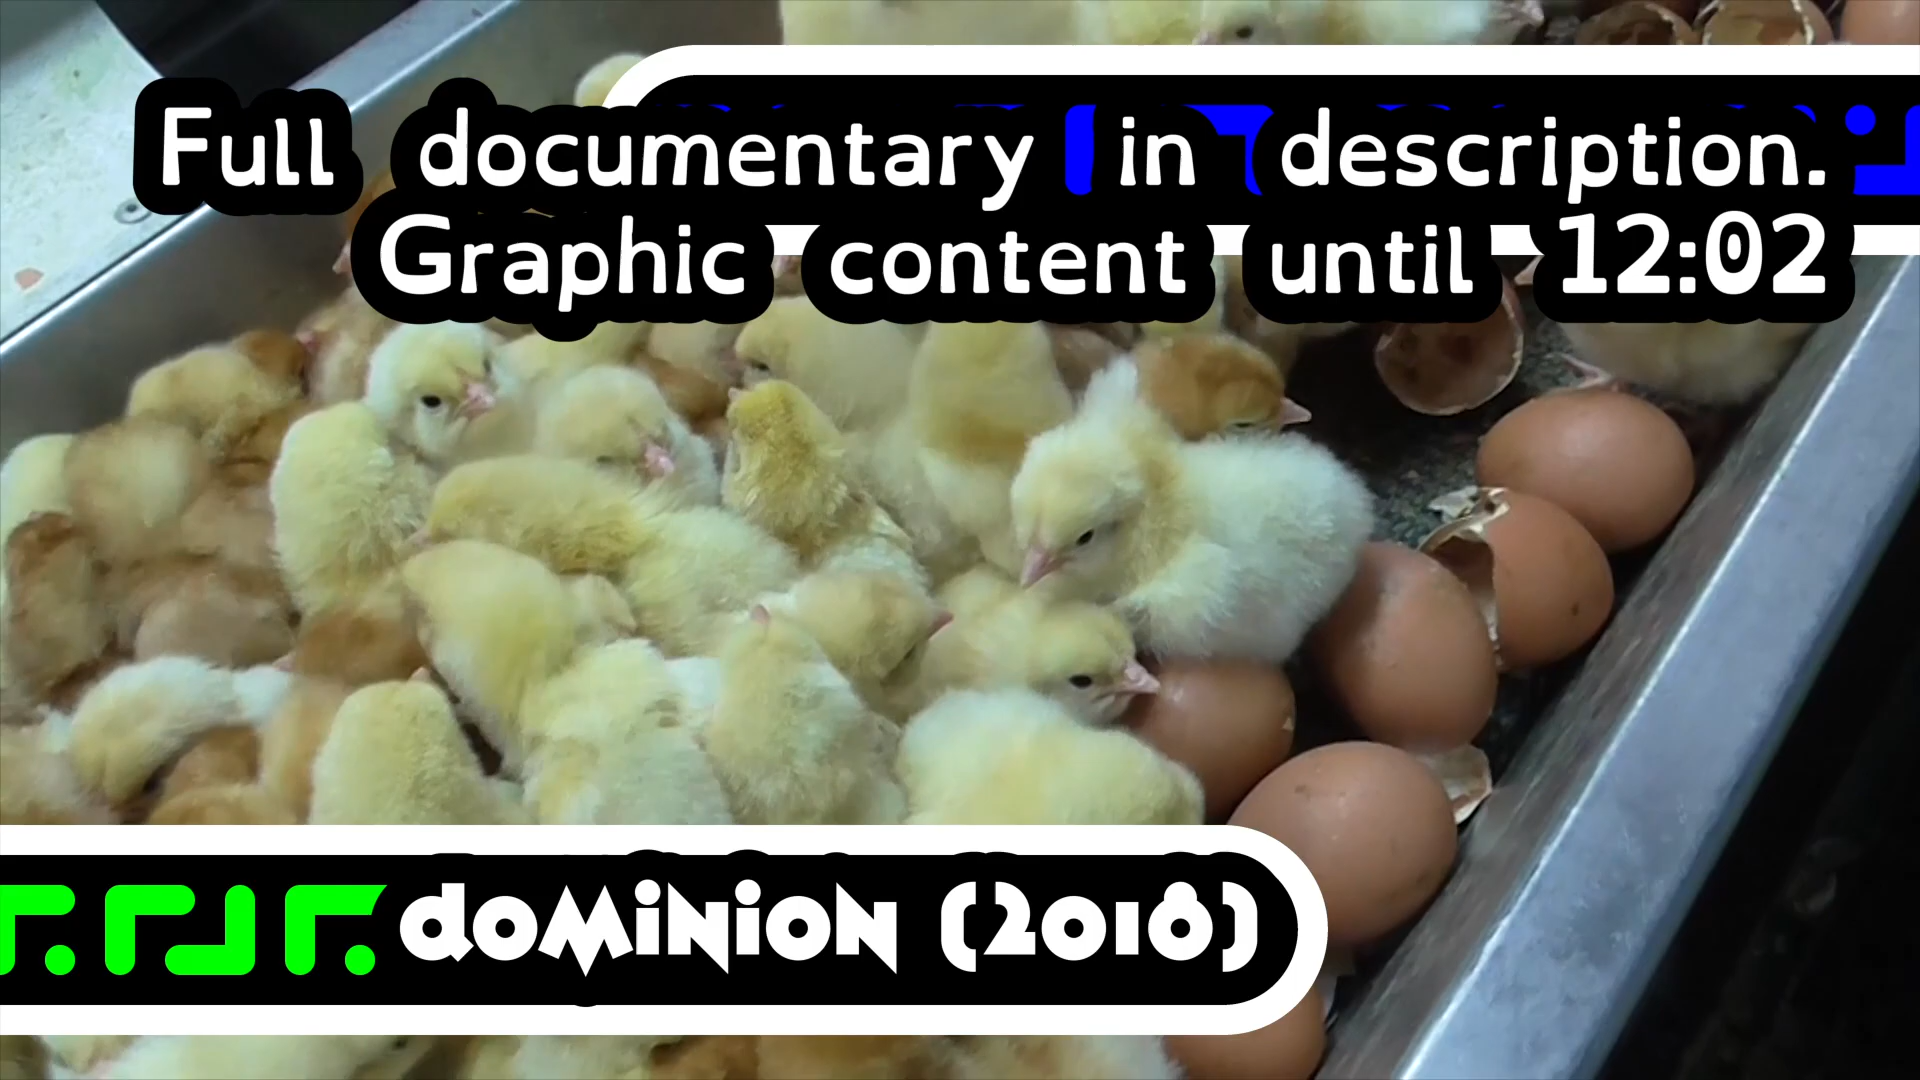 Full documentary in description.
Graphic content until 12:02
doMiNioN (2018)